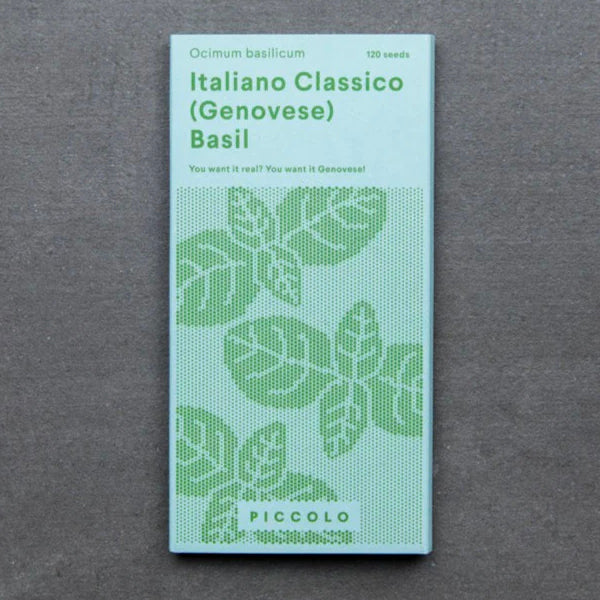 Ocimum basilicum 120 seeds
Italiano Classico
(Genovese)
Basil
You want it real? You want it Genovese!
PICCOLO